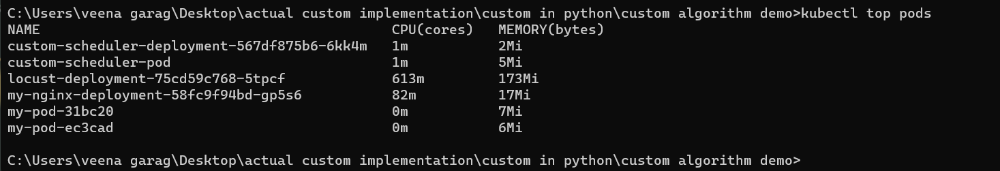 C:\Users\veena garag\Desktop\actual custom implementation\custom in python\custom algorithm demo>kubectl top pods
NAME CPU(cores) MEMORY(bytes)
custom-scheduler-deployment-567df875b6-6kk4m 1m 2Mi
custom-scheduler-pod 1m 5Mi
locust-deployment-75cd59c768-5tpcf 613m 173Mi
my-nginx-deployment-58fc9f94bd-gp5s6 82m 17Mi
my-pod-31bc20 0m 7Mi
my-pod-ec3cad 0m 6Mi
C:\Users\veena garag\Desktop\actual custom implementation\custom in python\custom algorithm demo>